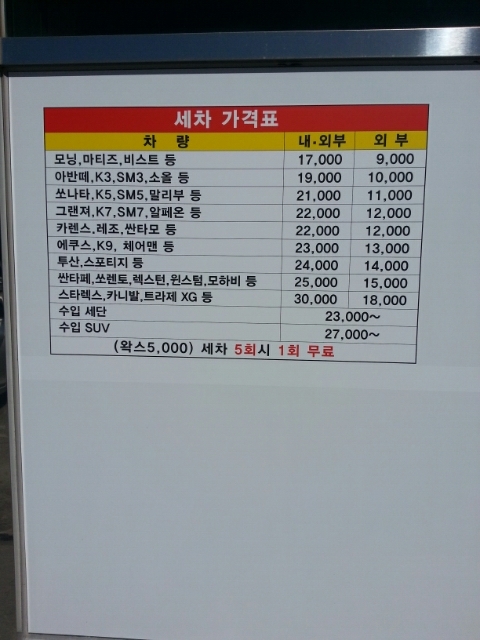 세차 가격표
차 량 내·외부 외 부
모닝,마티즈,비스트 등 17,000 9,000
아반떼,K3,SM3,소울 등 19,000 10,000
쏘나타,K5,SM5,말리부 등 21,000 11,000
그랜져,K7,SM7,알페온 등 22,000 12,000
카렌스,레조,싼타모 등 22,000 12,000
에쿠스,K9, 체어맨 등 23,000 13,000
투산,스포티지 등 24,000 14,000
싼타페,쏘렌토,렉스턴,윈스텀,모하비 등 25,000 15,000
스타렉스,카니발,트라제 XG 등 30,000 18,000
수입 세단 23,000~
수입 SUV 27,000~
(왁스5,000) 세차 5회시 1회 무료